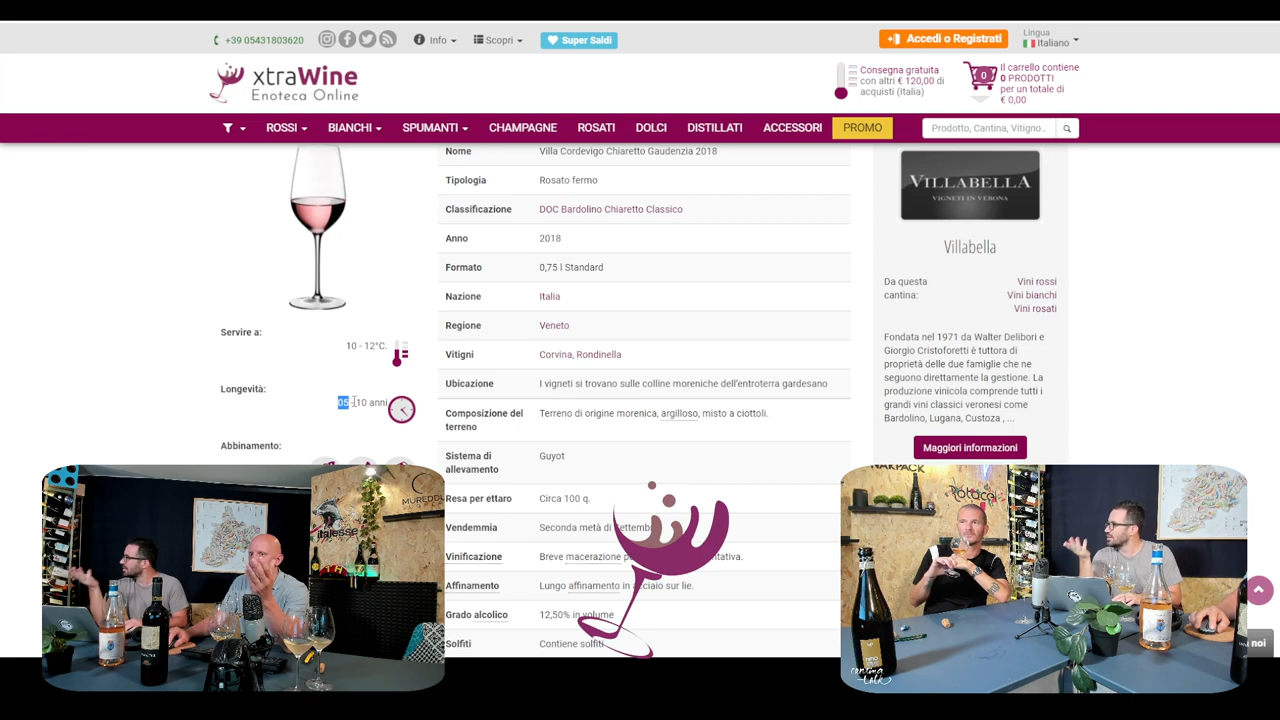 +39 05431803620
Info
Scopri
Super Saldi
Accedi o Registrati
Lingua
Italiano
xtraWine
Enoteca Online
Consegna gratuita
con altri € 120,00 di
acquisti (Italia)
0
Il carrello contiene
0 PRODOTTI
per un totale di
€ 0,00
ROSSI
BIANCHI
SPUMANTI
CHAMPAGNE
ROSATI
DOLCI
DISTILLATI
ACCESSORI
PROMO
Prodotto, Cantina, Vitigno..
Servire a:
10 - 12°C.
Longevità:
05 - 10 anni
Abbinamento:
Nome Villa Cordevigo Chiaretto Gaudenzia 2018
Tipologia Rosato fermo
Classificazione DOC Bardolino Chiaretto Classico
Anno 2018
Formato 0,75 l Standard
Nazione Italia
Regione Veneto
Vitigni Corvina, Rondinella
Ubicazione I vigneti si trovano sulle colline moreniche dell'entroterra gardesano
Composizione del Terreno di origine morenica, argilloso, misto a ciottoli.
terreno
Sistema di Guyot
allevamento
Resa per ettaro Circa 100 q.
Vendemmia Seconda metà di
Vinificazione Breve macerazione
Affinamento Lungo affinamento in acciaio sur lie.
Grado alcolico 12,50% in volume
Solfiti Contiene solfiti
VILLABELLA
VIGNETI IN VERONA
Villabella
Da questa
cantina:
Vini rossi
Vini bianchi
Vini rosati
Fondata nel 1971 da Walter Delibori e
Giorgio Cristoforetti è tuttora di
proprietà delle due famiglie che ne
seguono direttamente la gestione. La
produzione vinicola comprende tutti i
grandi vini classici veronesi come
Bardolino, Lugana, Custoza , ...
Maggiori informazioni
noi
italesse
NAKPACK
cantina
-talk